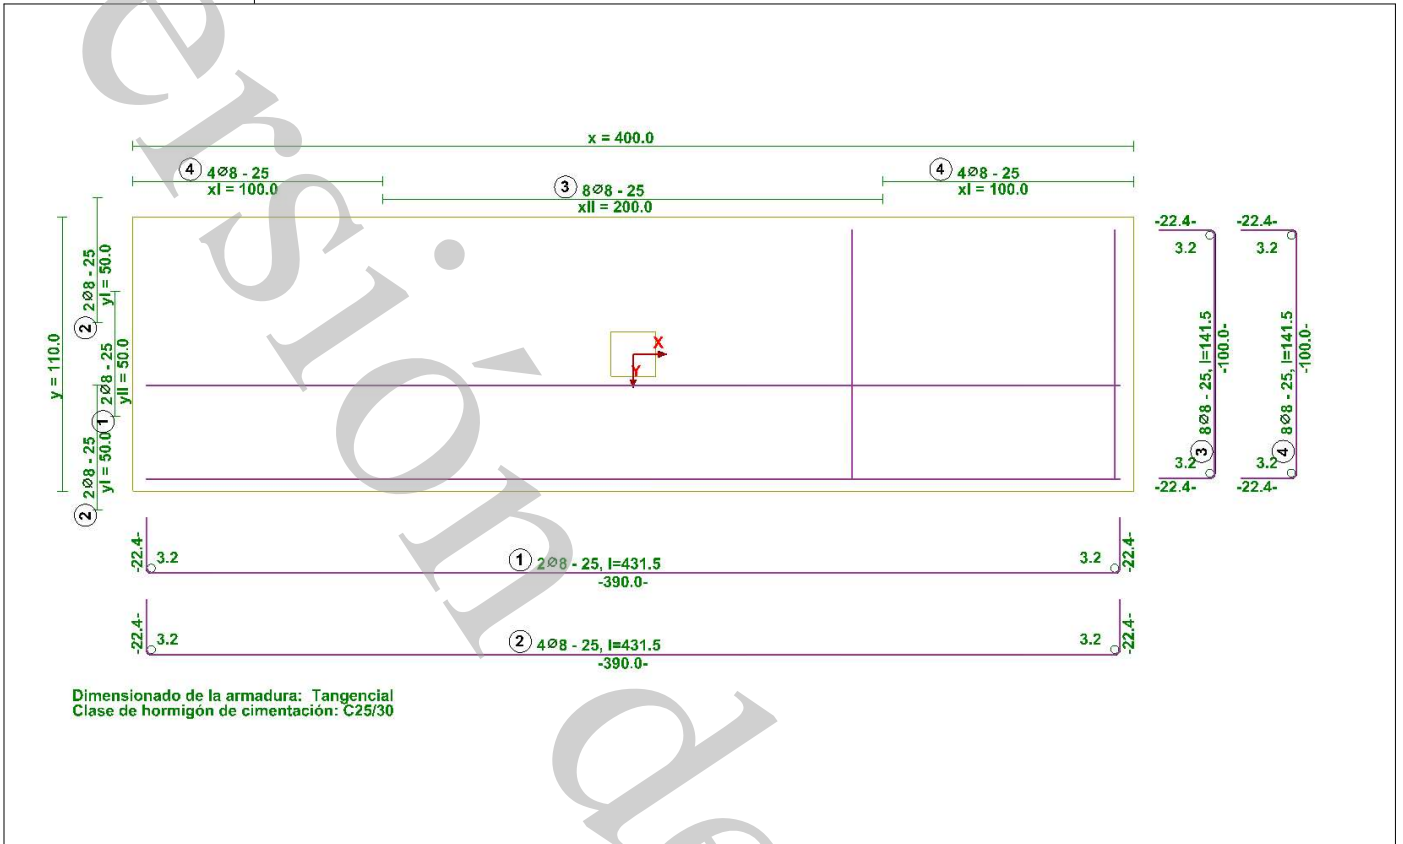 x = 400.0
4 4Ø8 - 25
xI = 100.0
3 8Ø8 - 25
xII = 200.0
4 4Ø8 - 25
xI = 100.0
y = 110.0
2 2Ø8 - 25
yI = 50.0
1 2Ø8 - 25
yII = 50.0
2 2Ø8 - 25
yI = 50.0
X
Y
-22.4-
3.2
3 8Ø8 - 25, l=141.5
-100.0-
3.2
-22.4-
-22.4-
3.2
4 8Ø8 - 25, l=141.5
-100.0-
3.2
-22.4-
-22.4-
3.2
1 2Ø8 - 25, l=431.5
-390.0-
3.2
-22.4-
-22.4-
3.2
2 4Ø8 - 25, l=431.5
-390.0-
3.2
-22.4-
Dimensionado de la armadura: Tangencial
Clase de hormigón de cimentación: C25/30
ersión de